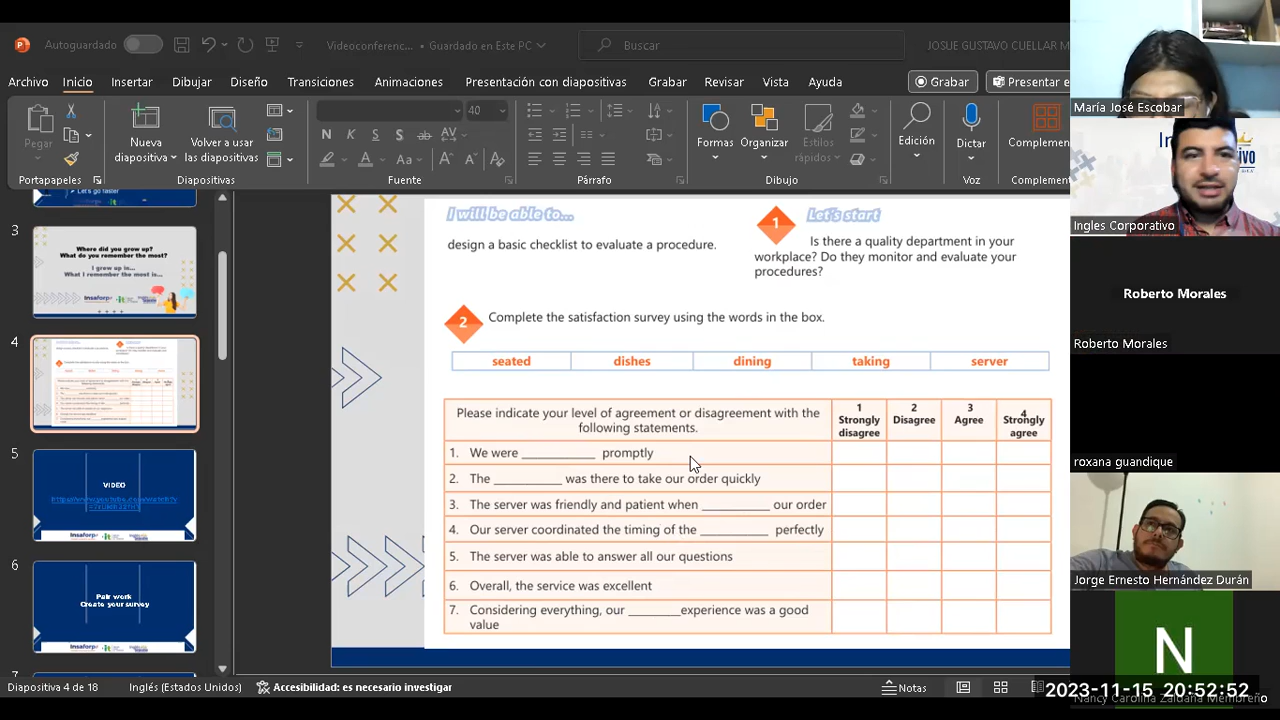 Autoguardado
Videoconferenc... • Guardado en Este PC
Buscar
JOSUE GUSTAVO CUELLAR M
Archivo Inicio Insertar Dibujar Diseño Transiciones Animaciones Presentación con diapositivas Grabar Revisar Vista Ayuda
Grabar
Presentar e
Pegar
Nueva diapositiva
Volver a usar las diapositivas
40
Formas
Organizar
Estilos rápidos
Edición
Dictar
Complemen
Portapapeles
Diapositivas
Fuente
Párrafo
Dibujo
Voz
Complement
Let's go faster
3
Where did you grow up?
What do you remember the most?
I grow up in...
What I remember the most is...
4
5
VIDEO
6
Pair work
Create your survey
7
I will be able to...
design a basic checklist to evaluate a procedure.
1
Let's start
Is there a quality department in your
workplace? Do they monitor and evaluate your
procedures?
2
Complete the satisfaction survey using the words in the box.
seated dishes dining taking server
Please indicate your level of agreement or disagreement with the
following statements.
1 Strongly disagree
2 Disagree
3 Agree
4 Strongly agree
1. We were __________ promptly
2. The __________ was there to take our order quickly
3. The server was friendly and patient when __________ our order
4. Our server coordinated the timing of the __________ perfectly
5. The server was able to answer all our questions
6. Overall, the service was excellent
7. Considering everything, our ________experience was a good
value
Diapositiva 4 de 18
Inglés (Estados Unidos)
Accesibilidad: es necesario investigar
Notas
María José Escobar
Ingles Corporativo
Roberto Morales
Roberto Morales
roxana guandique
Jorge Ernesto Hernández Durán
N
Nancy Carolina Zaldaña Membreño
2023-11-15 20:52:52